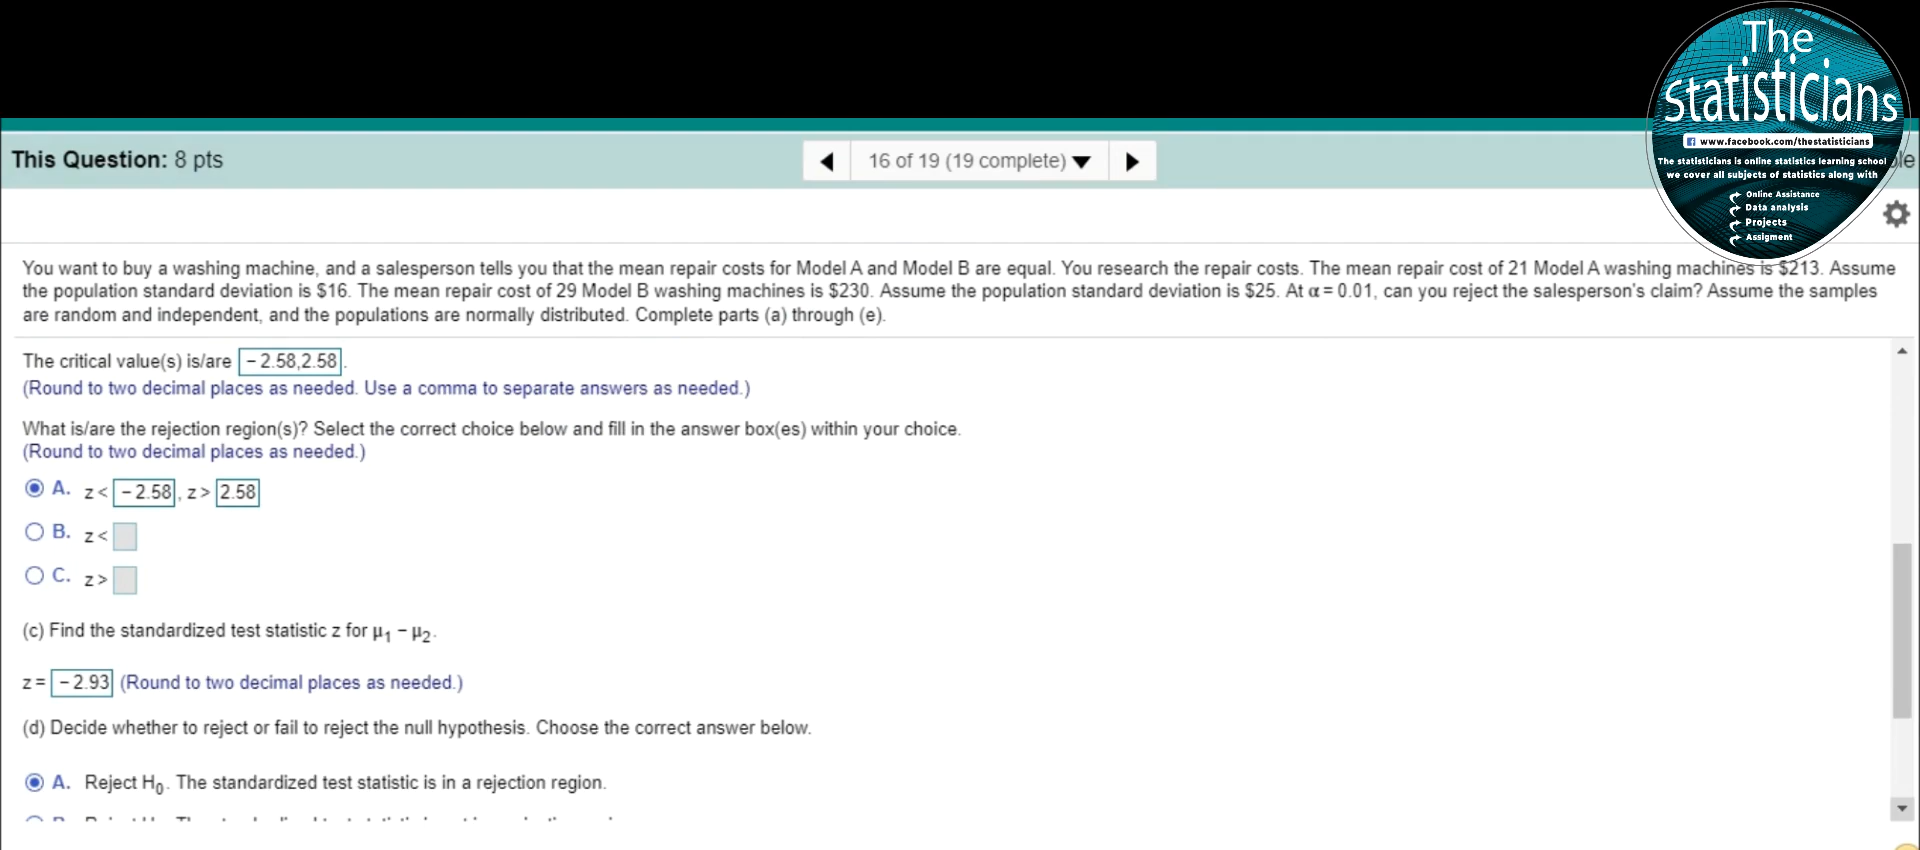 The
Statisticians
www.facebook.com/thestatisticians
The statisticians is online statistics learning school
we cover all subjects of statistics along with
Online Assistance
Data analysis
Projects
Assigment
This Question: 8 pts
16 of 19 (19 complete)
You want to buy a washing machine, and a salesperson tells you that the mean repair costs for Model A and Model B are equal. You research the repair costs. The mean repair cost of 21 Model A washing machines is $213. Assume
the population standard deviation is $16. The mean repair cost of 29 Model B washing machines is $230. Assume the population standard deviation is $25. At α = 0.01, can you reject the salesperson's claim? Assume the samples
are random and independent, and the populations are normally distributed. Complete parts (a) through (e).
The critical value(s) is/are - 2.58,2.58.
(Round to two decimal places as needed. Use a comma to separate answers as needed.)
What is/are the rejection region(s)? Select the correct choice below and fill in the answer box(es) within your choice.
(Round to two decimal places as needed.)
A. z < - 2.58, z > 2.58
B. z <
C. z >
(c) Find the standardized test statistic z for μ1 - μ2.
z = - 2.93 (Round to two decimal places as needed.)
(d) Decide whether to reject or fail to reject the null hypothesis. Choose the correct answer below.
A. Reject H0. The standardized test statistic is in a rejection region.